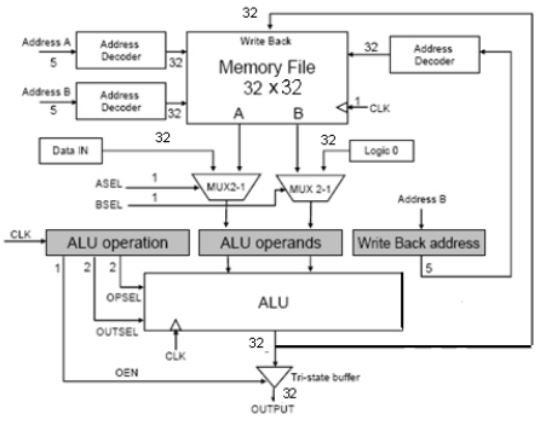 32
Address A
5
Address
Decoder
32
Write Back
Memory File
32 x 32
A B
32
Address
Decoder
Address B
5
Address
Decoder
32
1
CLK
Data IN
32
32
Logic 0
ASEL
1
BSEL
1
MUX2-1
MUX 2-1
Address B
CLK
ALU operation
ALU operands
Write Back address
1
2
2
5
OPSEL
OUTSEL
ALU
CLK
32
OEN
Tri-state buffer
32
OUTPUT